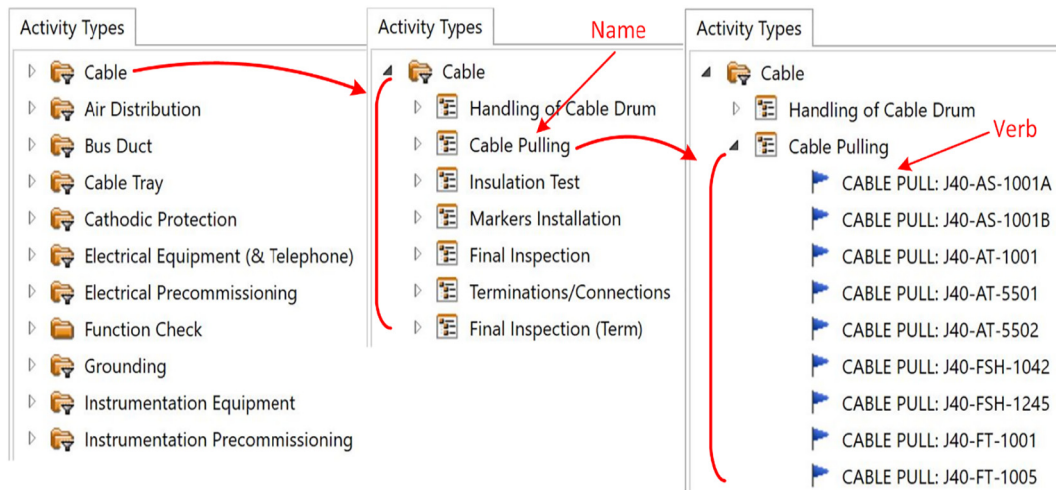 Activity Types
Cable
Air Distribution
Bus Duct
Cable Tray
Cathodic Protection
Electrical Equipment (& Telephone)
Electrical Precommissioning
Function Check
Grounding
Instrumentation Equipment
Instrumentation Precommissioning
Activity Types
Name
Cable
Handling of Cable Drum
Cable Pulling
Insulation Test
Markers Installation
Final Inspection
Terminations/Connections
Final Inspection (Term)
Activity Types
Cable
Handling of Cable Drum
Verb
Cable Pulling
CABLE PULL: J40-AS-1001A
CABLE PULL: J40-AS-1001B
CABLE PULL: J40-AT-1001
CABLE PULL: J40-AT-5501
CABLE PULL: J40-AT-5502
CABLE PULL: J40-FSH-1042
CABLE PULL: J40-FSH-1245
CABLE PULL: J40-FT-1001
CABLE PULL: J40-FT-1005